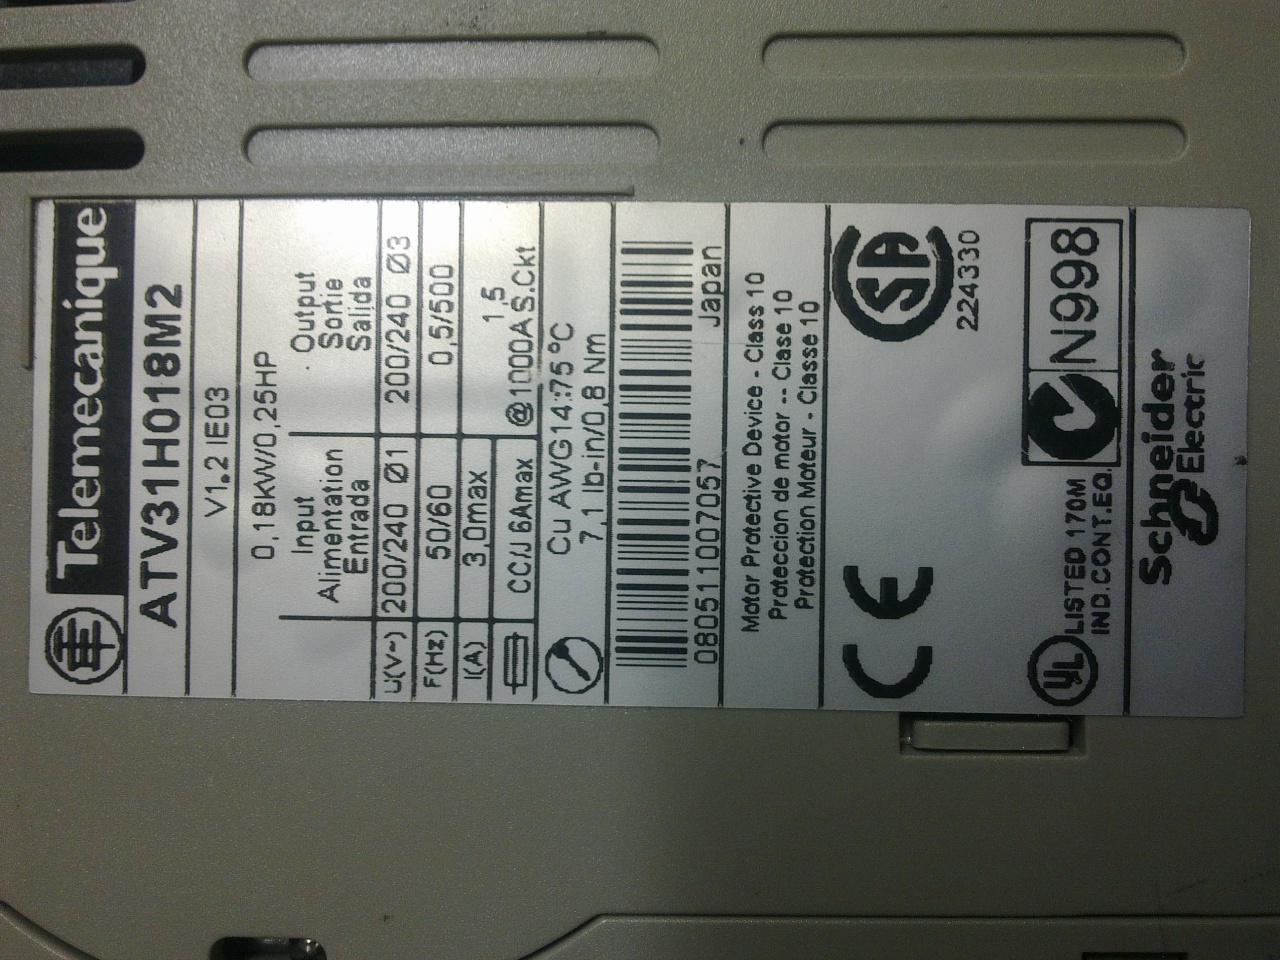 Telemecanique
ATV31H018M2
V1.2 IE03
0,18kW/0,25HP
Input Output
Alimentation Sortie
Entrada Salida
U(V~) 200/240 Ø1 200/240 Ø3
F(Hz) 50/60 0,5/500
I(A) 3,0max 1,5
CC/J 6Amax @1000A S.Ckt
Cu AWG14 75°C
7,1 lb-in/0,8 Nm
080511007057 Japan
Motor Protective Device - Class 10
Proteccion de motor -- Clase 10
Protection Moteur - Classe 10
CE SA
224330
UL LISTED 170M N998
IND.CONT.EQ.
Schneider
Electric